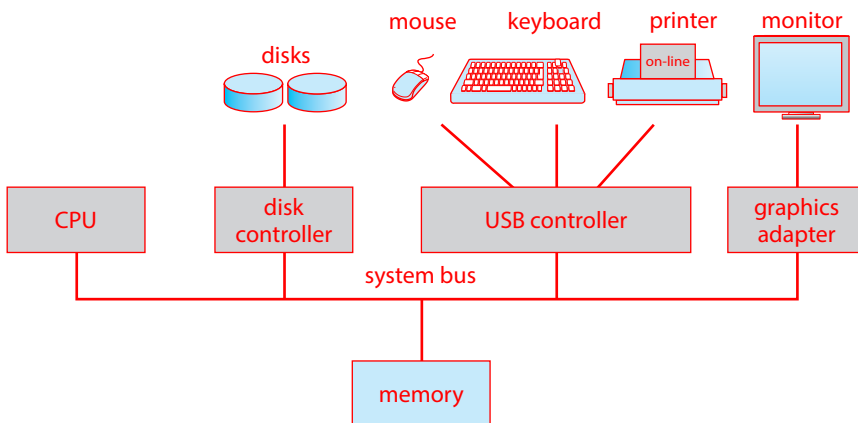 mouse
keyboard
printer
monitor
disks
on-line
CPU
disk
controller
USB controller
graphics
adapter
system bus
memory